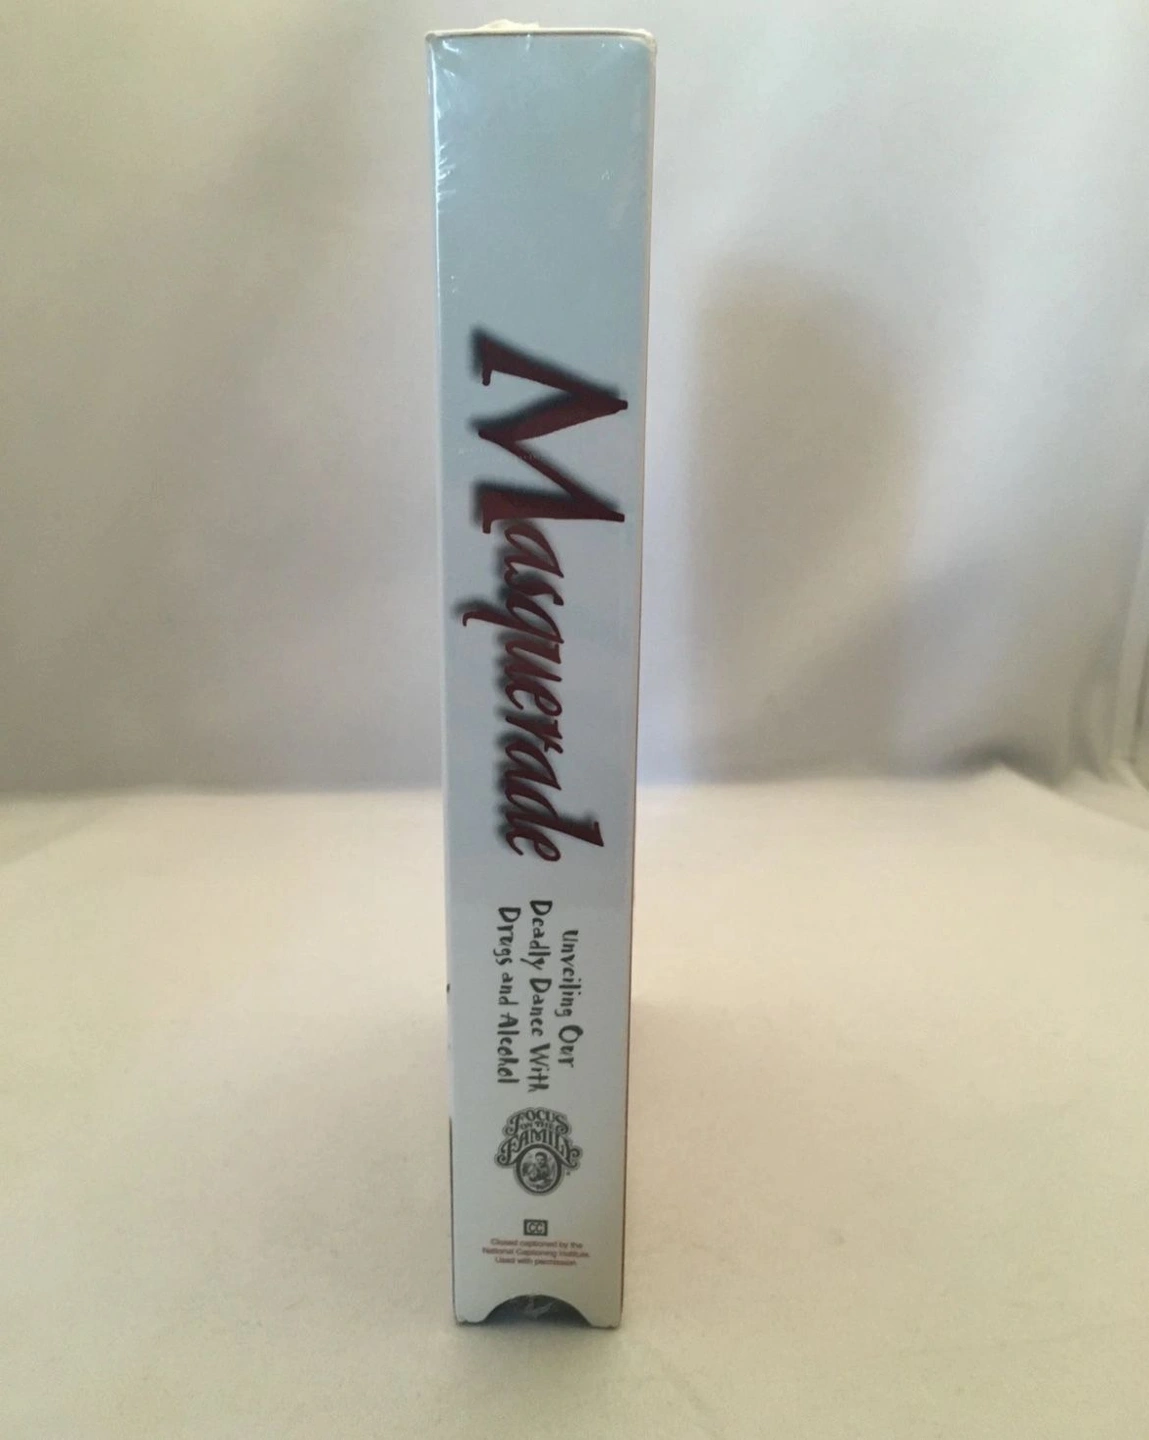 Masquerade
Unveiling Our
Deadly Dance With
Drugs and Alcohol
FOCUS
ON THE
FAMILY
CC
Closed captioned by the
National Captioning Institute
Used with permission